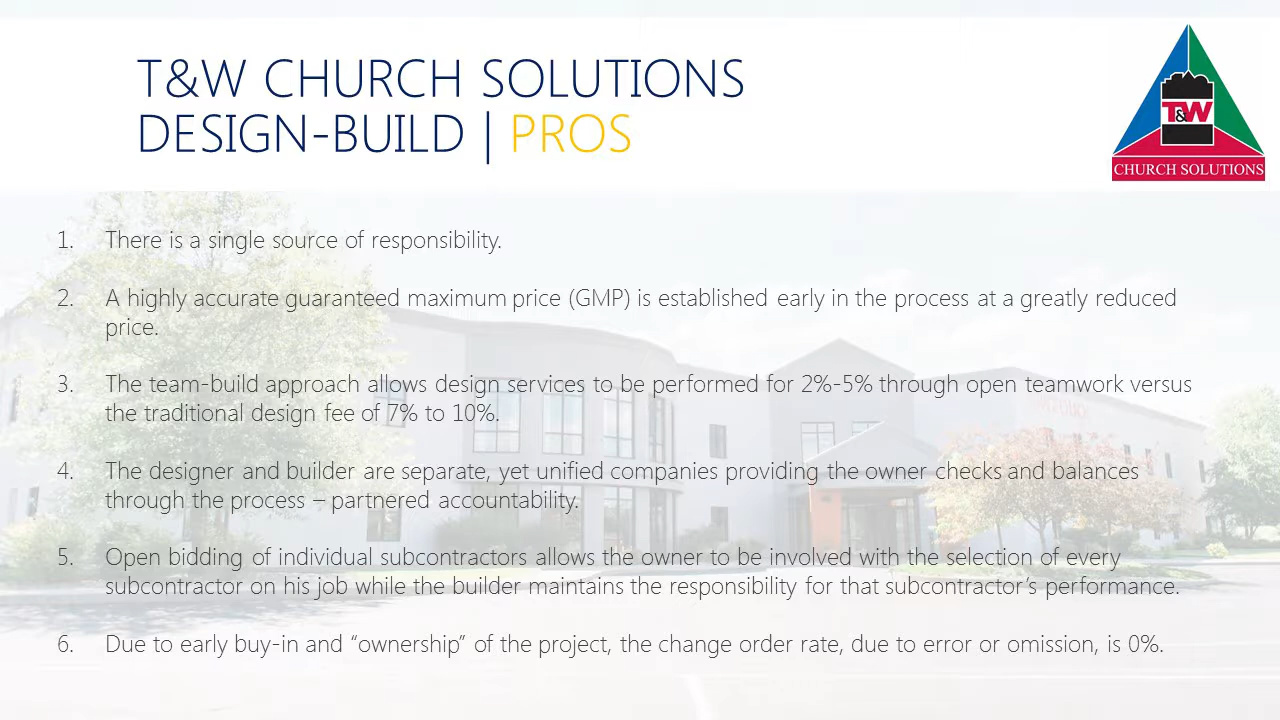 T&W CHURCH SOLUTIONS
DESIGN-BUILD | PROS
T&W
CHURCH SOLUTIONS
1. There is a single source of responsibility.
2. A highly accurate guaranteed maximum price (GMP) is established early in the process at a greatly reduced
price.
3. The team-build approach allows design services to be performed for 2%-5% through open teamwork versus
the traditional design fee of 7% to 10%.
4. The designer and builder are separate, yet unified companies providing the owner checks and balances
through the process – partnered accountability.
5. Open bidding of individual subcontractors allows the owner to be involved with the selection of every
subcontractor on his job while the builder maintains the responsibility for that subcontractor’s performance.
6. Due to early buy-in and “ownership” of the project, the change order rate, due to error or omission, is 0%.